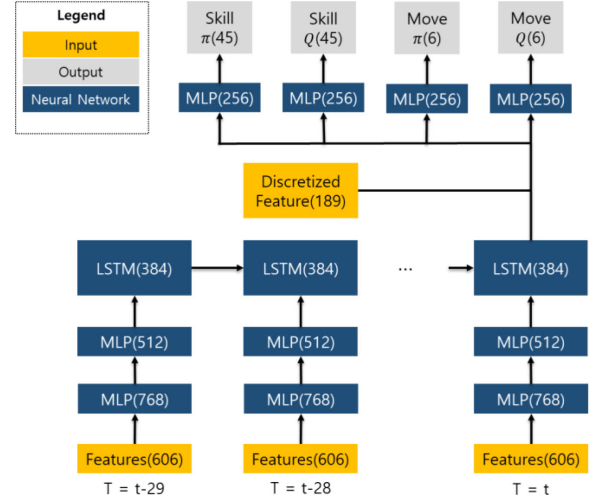 Legend
Input
Output
Neural Network
Skill
π(45)
Skill
Q(45)
Move
π(6)
Move
Q(6)
MLP(256)
MLP(256)
MLP(256)
MLP(256)
Discretized
Feature(189)
LSTM(384)
LSTM(384)
...
LSTM(384)
MLP(512)
MLP(512)
MLP(512)
MLP(768)
MLP(768)
MLP(768)
Features(606)
Features(606)
Features(606)
T = t-29
T = t-28
T = t